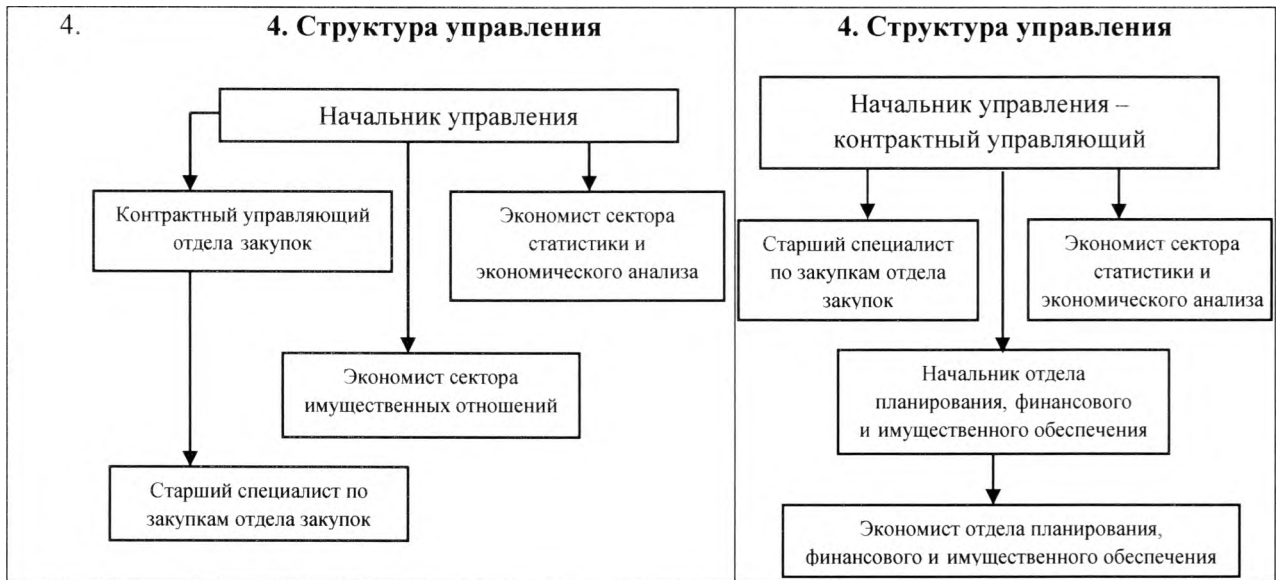 4.
4. Структура управления
Начальник управления
Контрактный управляющий
отдела закупок
Экономист сектора
статистики и
экономического анализа
Экономист сектора
имущественных отношений
Старший специалист по
закупкам отдела закупок
4. Структура управления
Начальник управления –
контрактный управляющий
Старший специалист
по закупкам отдела
закупок
Экономист сектора
статистики и
экономического анализа
Начальник отдела
планирования, финансового
и имущественного обеспечения
Экономист отдела планирования,
финансового и имущественного обеспечения